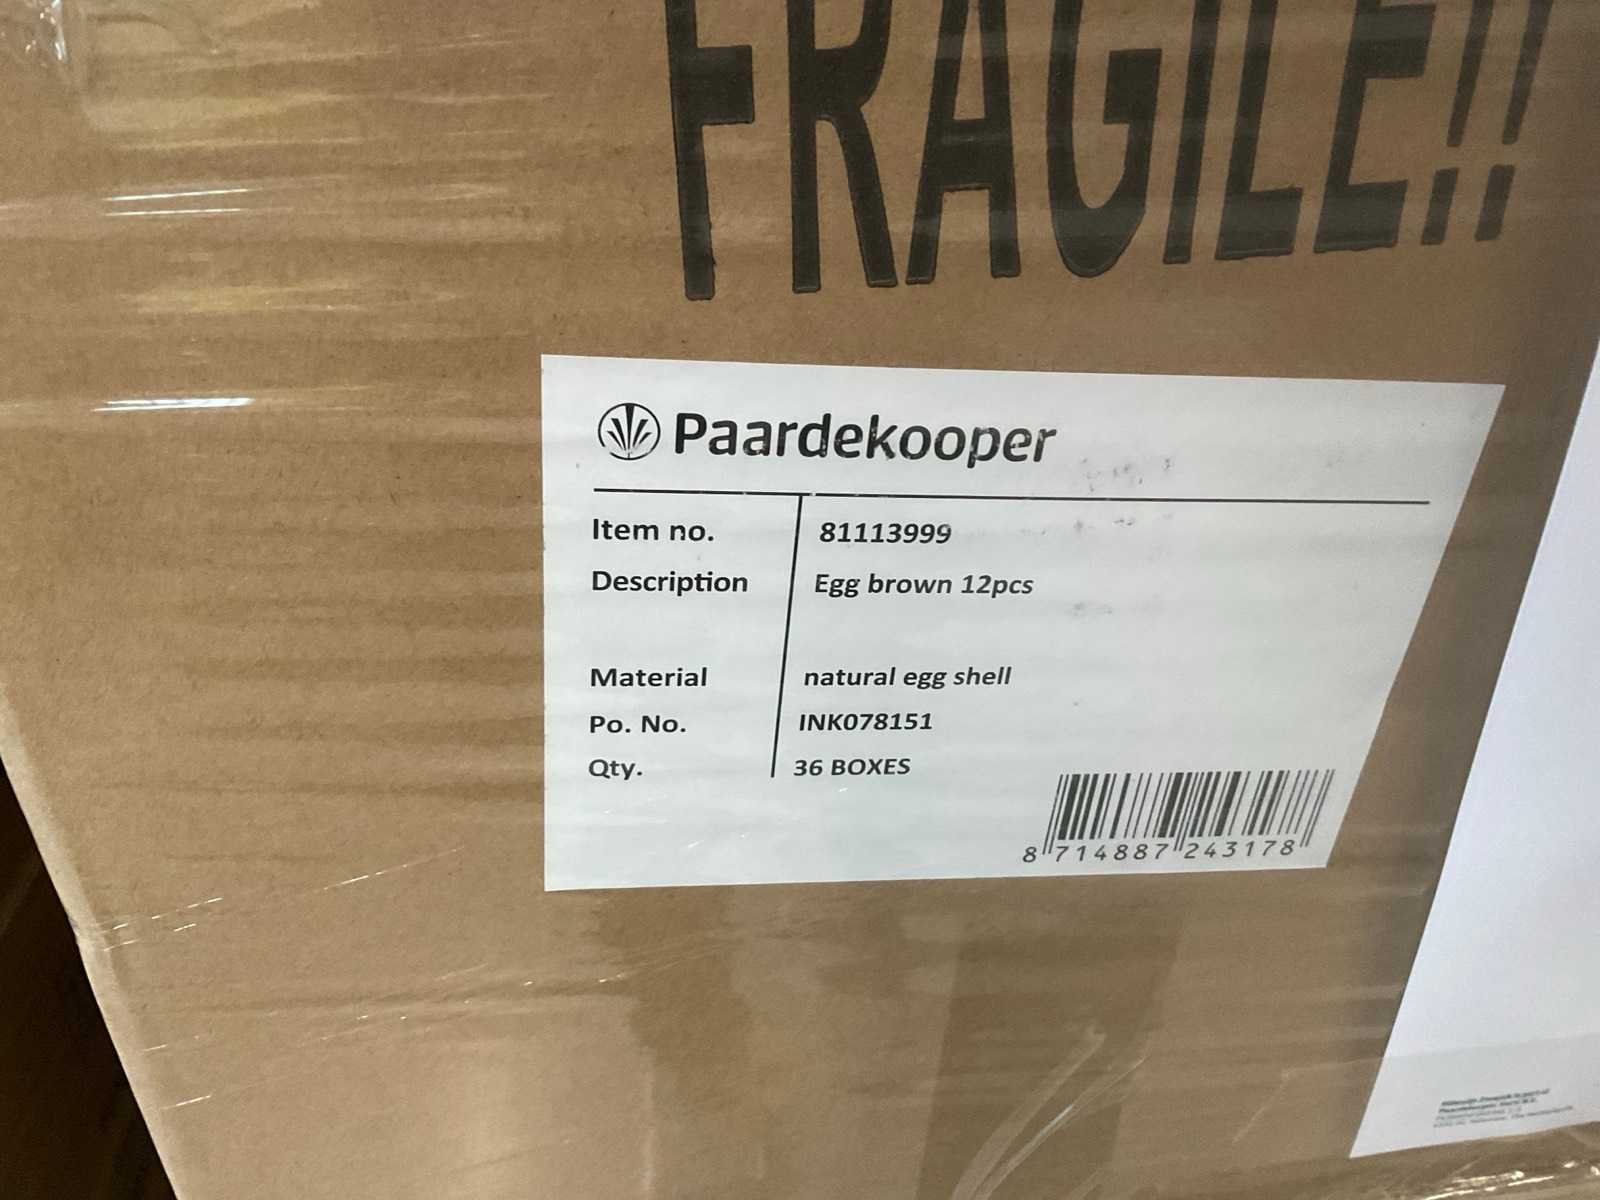 FRAGILE!!
Paardekooper
Item no. 81113999
Description Egg brown 12pcs
Material natural egg shell
Po. No. INK078151
Qty. 36 BOXES
8 714887 243178